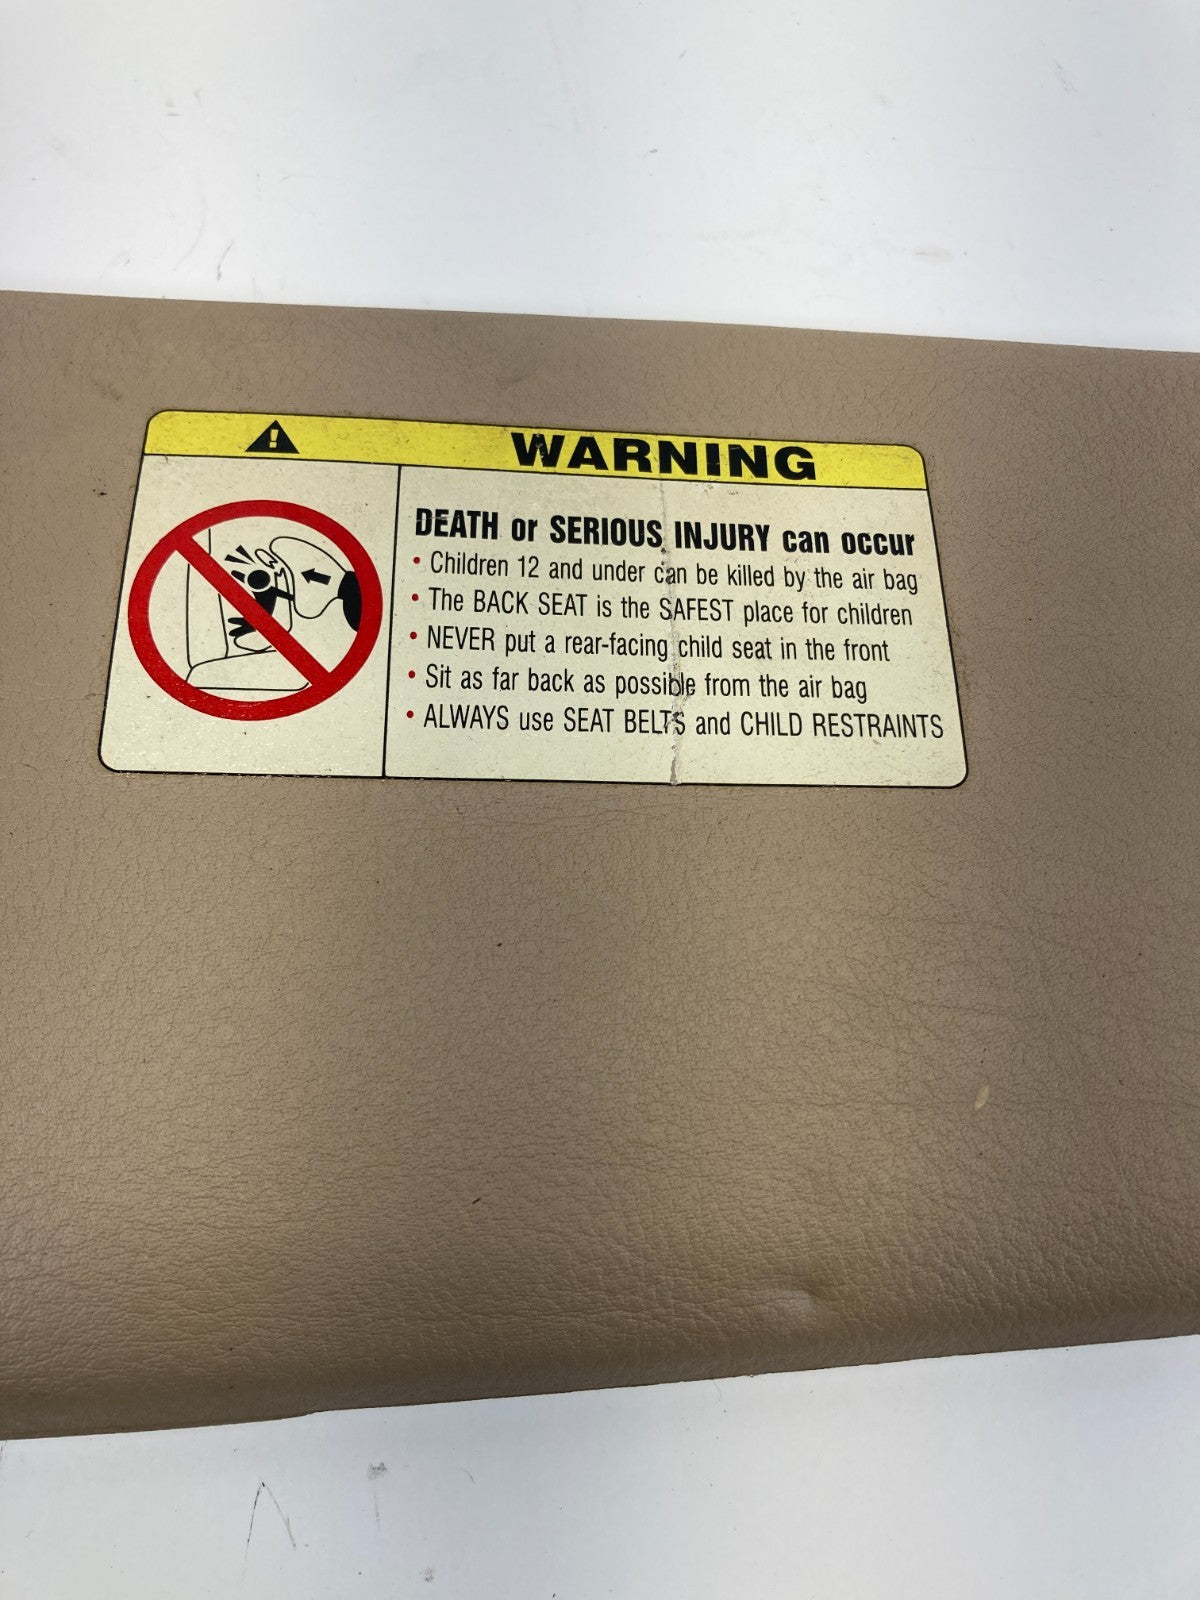 WARNING
DEATH or SERIOUS INJURY can occur
• Children 12 and under can be killed by the air bag
• The BACK SEAT is the SAFEST place for children
• NEVER put a rear-facing child seat in the front
• Sit as far back as possible from the air bag
• ALWAYS use SEAT BELTS and CHILD RESTRAINTS